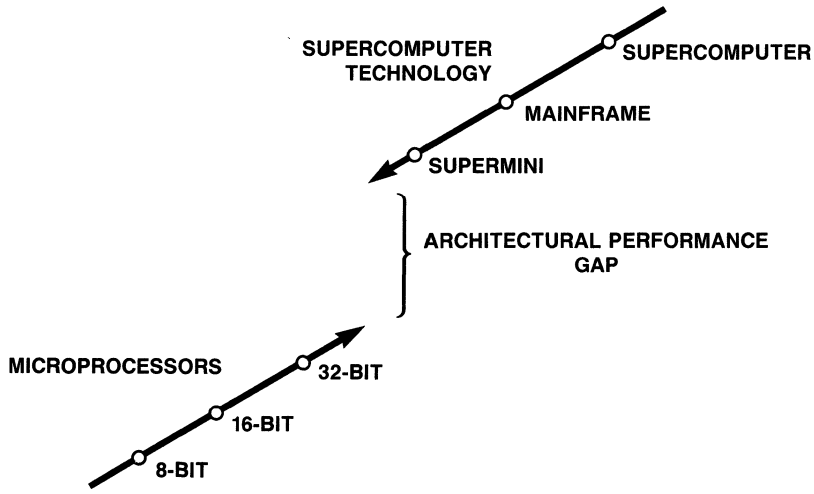 SUPERCOMPUTER
TECHNOLOGY
SUPERCOMPUTER
MAINFRAME
SUPERMINI
ARCHITECTURAL PERFORMANCE
GAP
MICROPROCESSORS
32-BIT
16-BIT
8-BIT